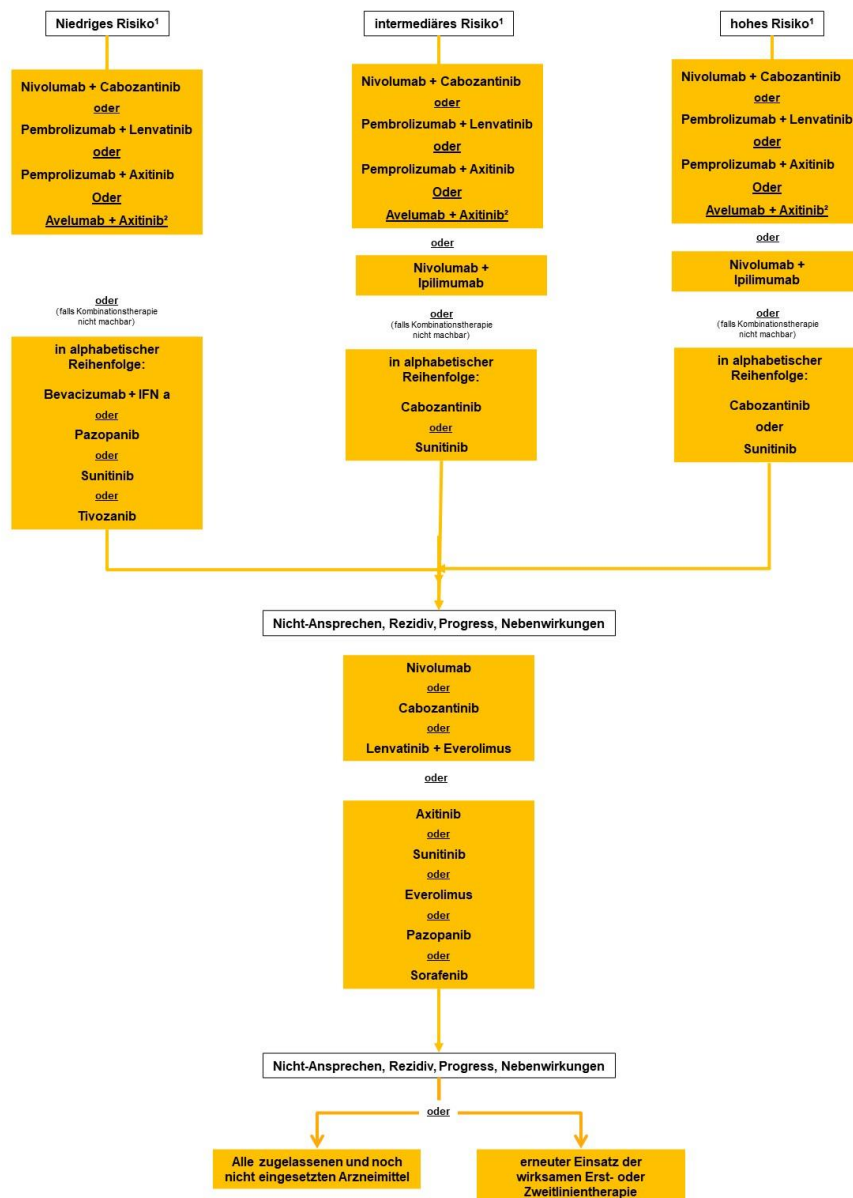 Niedriges Risiko¹
Nivolumab + Cabozantinib
oder
Pembrolizumab + Lenvatinib
oder
Pemprolizumab + Axitinib
Oder
Avelumab + Axitinib²
oder
(falls Kombinationstherapie
nicht machbar)
in alphabetischer
Reihenfolge:
Bevacizumab + IFN a
oder
Pazopanib
oder
Sunitinib
oder
Tivozanib
intermediäres Risiko¹
Nivolumab + Cabozantinib
oder
Pembrolizumab + Lenvatinib
oder
Pemprolizumab + Axitinib
Oder
Avelumab + Axitinib²
oder
Nivolumab +
Ipilimumab
oder
(falls Kombinationstherapie
nicht machbar)
in alphabetischer
Reihenfolge:
Cabozantinib
oder
Sunitinib
hohes Risiko¹
Nivolumab + Cabozantinib
oder
Pembrolizumab + Lenvatinib
oder
Pemprolizumab + Axitinib
Oder
Avelumab + Axitinib²
oder
Nivolumab +
Ipilimumab
oder
(falls Kombinationstherapie
nicht machbar)
in alphabetischer
Reihenfolge:
Cabozantinib
oder
Sunitinib
Nicht-Ansprechen, Rezidiv, Progress, Nebenwirkungen
Nivolumab
oder
Cabozantinib
oder
Lenvatinib + Everolimus
oder
Axitinib
oder
Sunitinib
oder
Everolimus
oder
Pazopanib
oder
Sorafenib
Nicht-Ansprechen, Rezidiv, Progress, Nebenwirkungen
oder
Alle zugelassenen und noch
nicht eingesetzten Arzneimittel
erneuter Einsatz der
wirksamen Erst- oder
Zweitlinientherapie